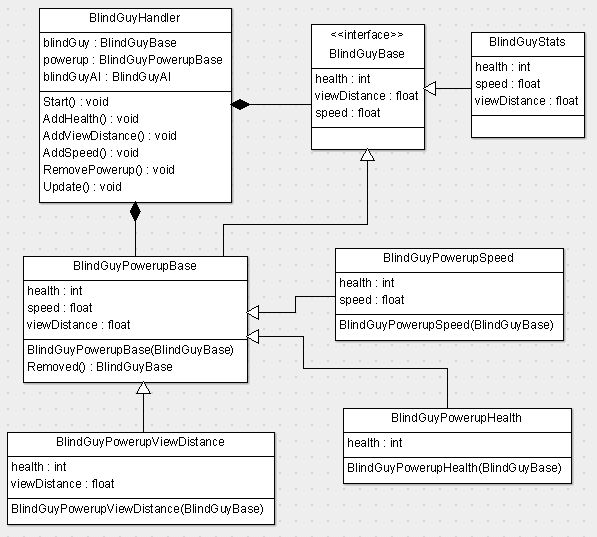 BlindGuyHandler
blindGuy : BlindGuyBase
powerup : BlindGuyPowerupBase
blindGuyAI : BlindGuyAI
Start() : void
AddHealth() : void
AddViewDistance() : void
AddSpeed() : void
RemovePowerup() : void
Update() : void
<<interface>>
BlindGuyBase
health : int
viewDistance : float
speed : float
BlindGuyStats
health : int
speed : float
viewDistance : float
BlindGuyPowerupBase
health : int
speed : float
viewDistance : float
BlindGuyPowerupBase(BlindGuyBase)
Removed() : BlindGuyBase
BlindGuyPowerupSpeed
health : int
speed : float
BlindGuyPowerupSpeed(BlindGuyBase)
BlindGuyPowerupHealth
health : int
BlindGuyPowerupHealth(BlindGuyBase)
BlindGuyPowerupViewDistance
health : int
viewDistance : float
BlindGuyPowerupViewDistance(BlindGuyBase)